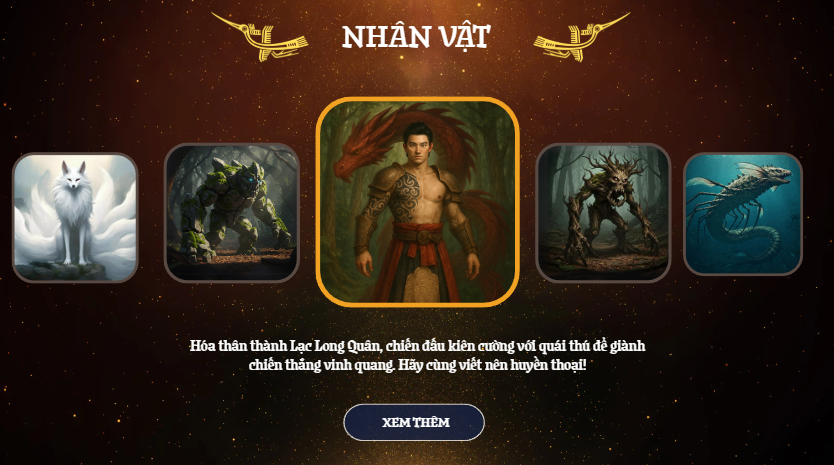 NHÂN VẬT
Hóa thân thành Lạc Long Quân, chiến đấu kiên cường với quái thú để giành
chiến thắng vinh quang. Hãy cùng viết nên huyền thoại!
XEM THÊM